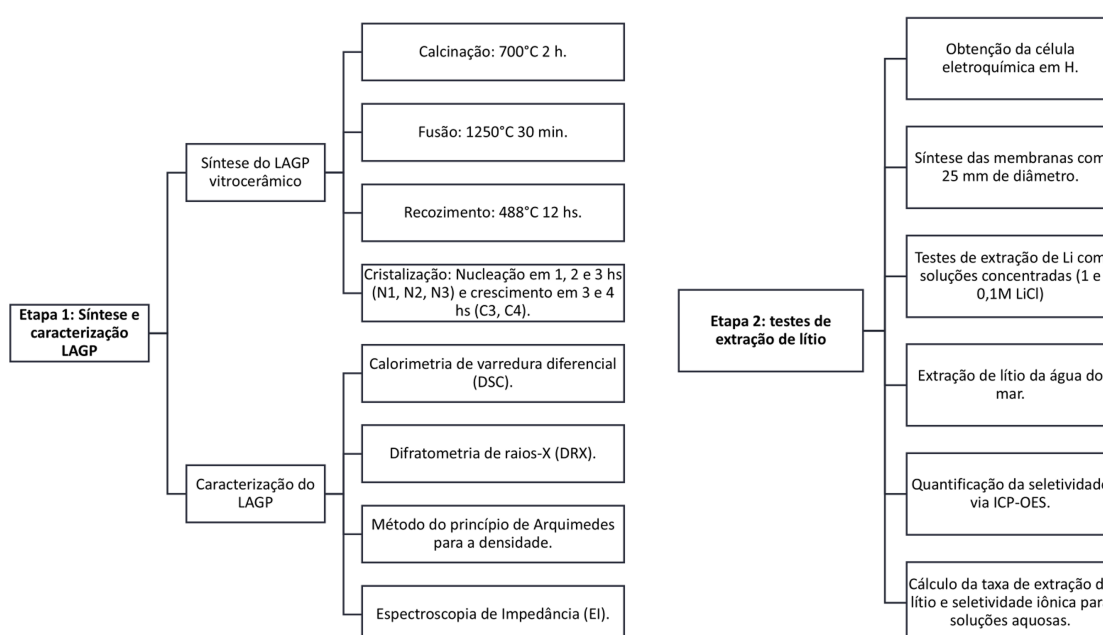 Etapa 1: Síntese e
caracterização
LAGP
Síntese do LAGP
vitrocerâmico
Calcinação: 700°C 2 h.
Fusão: 1250°C 30 min.
Recozimento: 488°C 12 hs.
Cristalização: Nucleação em 1, 2 e 3 hs
(N1, N2, N3) e crescimento em 3 e 4
hs (C3, C4).
Caracterização do
LAGP
Calorimetria de varredura diferencial
(DSC).
Difratometria de raios-X (DRX).
Método do princípio de Arquimedes
para a densidade.
Espectroscopia de Impedância (EI).
Etapa 2: testes de
extração de lítio
Obtenção da célula
eletroquímica em H.
Síntese das membranas com
25 mm de diâmetro.
Testes de extração de Li com
soluções concentradas (1 e
0,1M LiCl)
Extração de lítio da água do
mar.
Quantificação da seletividade
via ICP-OES.
Cálculo da taxa de extração d
lítio e seletividade iônica par
soluções aquosas.